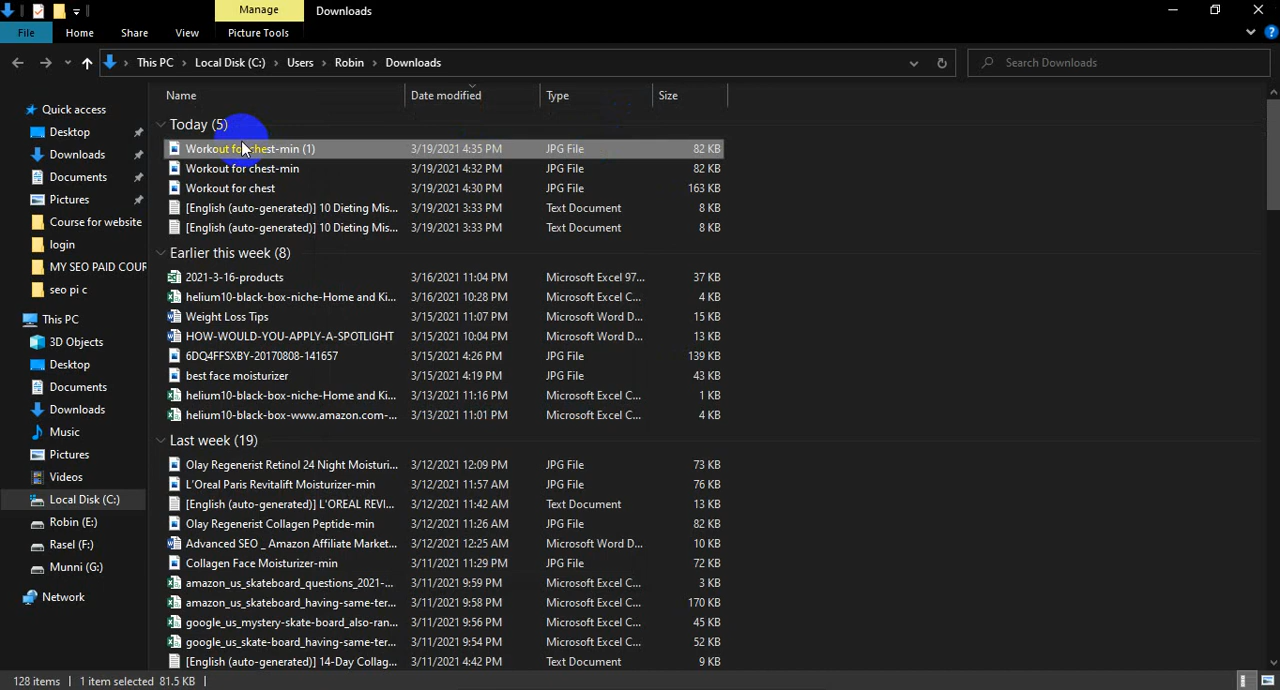 Manage
Downloads
File
Home
Share
View
Picture Tools
This PC
Local Disk (C:)
Users
Robin
Downloads
Search Downloads
Quick access
Desktop
Downloads
Documents
Pictures
Course for website
login
MY SEO PAID COUR
seo pi c
This PC
3D Objects
Desktop
Documents
Downloads
Music
Pictures
Videos
Local Disk (C:)
Robin (E:)
Rasel (F:)
Munni (G:)
Network
Name Date modified Type Size
Today (5)
Workout for chest-min (1) 3/19/2021 4:35 PM JPG File 82 KB
Workout for chest-min 3/19/2021 4:32 PM JPG File 82 KB
Workout for chest 3/19/2021 4:30 PM JPG File 163 KB
[English (auto-generated)] 10 Dieting Mis... 3/19/2021 3:33 PM Text Document 8 KB
[English (auto-generated)] 10 Dieting Mis... 3/19/2021 3:33 PM Text Document 8 KB
Earlier this week (8)
2021-3-16-products 3/16/2021 11:04 PM Microsoft Excel 97... 37 KB
helium10-black-box-niche-Home and Ki... 3/16/2021 10:28 PM Microsoft Excel C... 4 KB
Weight Loss Tips 3/15/2021 11:07 PM Microsoft Word D... 15 KB
HOW-WOULD-YOU-APPLY-A-SPOTLIGHT 3/15/2021 10:04 PM Microsoft Word D... 13 KB
6DQ4FFSXBY-20170808-141657 3/15/2021 4:26 PM JPG File 139 KB
best face moisturizer 3/15/2021 4:19 PM JPG File 43 KB
helium10-black-box-niche-Home and Ki... 3/13/2021 11:16 PM Microsoft Excel C... 1 KB
helium10-black-box-www.amazon.com-... 3/13/2021 11:01 PM Microsoft Excel C... 4 KB
Last week (19)
Olay Regenerist Retinol 24 Night Moisturi... 3/12/2021 12:09 PM JPG File 73 KB
L'Oreal Paris Revitalift Moisturizer-min 3/12/2021 11:57 AM JPG File 76 KB
[English (auto-generated)] L'OREAL REVI... 3/12/2021 11:42 AM Text Document 13 KB
Olay Regenerist Collagen Peptide-min 3/12/2021 11:26 AM JPG File 82 KB
Advanced SEO _ Amazon Affiliate Market... 3/12/2021 12:25 AM Microsoft Word D... 10 KB
Collagen Face Moisturizer-min 3/11/2021 11:29 PM JPG File 72 KB
amazon_us_skateboard_questions_2021-... 3/11/2021 9:59 PM Microsoft Excel C... 3 KB
amazon_us_skateboard_having-same-ter... 3/11/2021 9:58 PM Microsoft Excel C... 170 KB
google_us_mystery-skate-board_also-ran... 3/11/2021 9:56 PM Microsoft Excel C... 45 KB
google_us_skate-board_having-same-ter... 3/11/2021 9:54 PM Microsoft Excel C... 52 KB
[English (auto-generated)] 14-Day Collag... 3/11/2021 4:42 PM Text Document 9 KB
128 items 1 item selected 81.5 KB